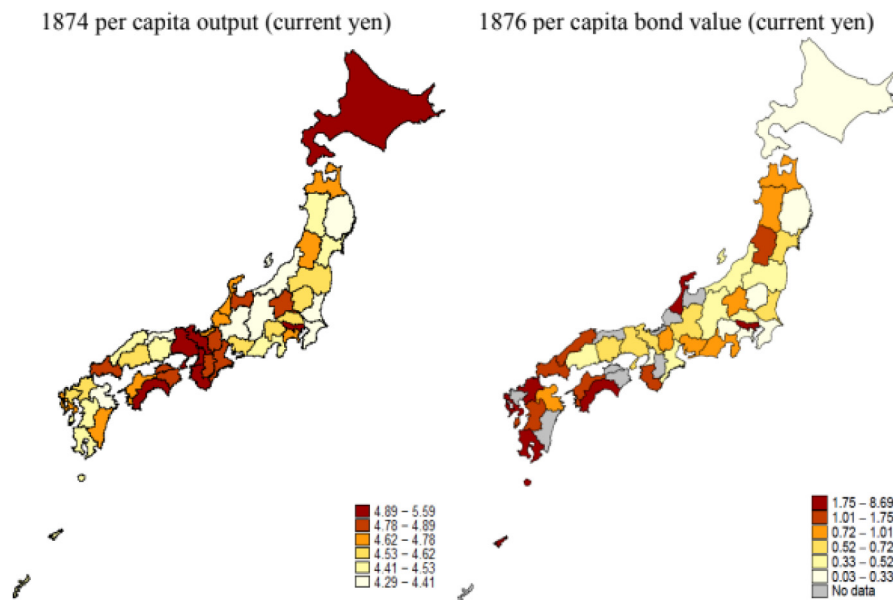 1874 per capita output (current yen)
1876 per capita bond value (current yen)
4.89 – 5.59
4.78 – 4.89
4.62 – 4.78
4.53 – 4.62
4.41 – 4.53
4.29 – 4.41
1.75 – 8.69
1.01 – 1.75
0.72 – 1.01
0.52 – 0.72
0.33 – 0.52
0.03 – 0.33
No data